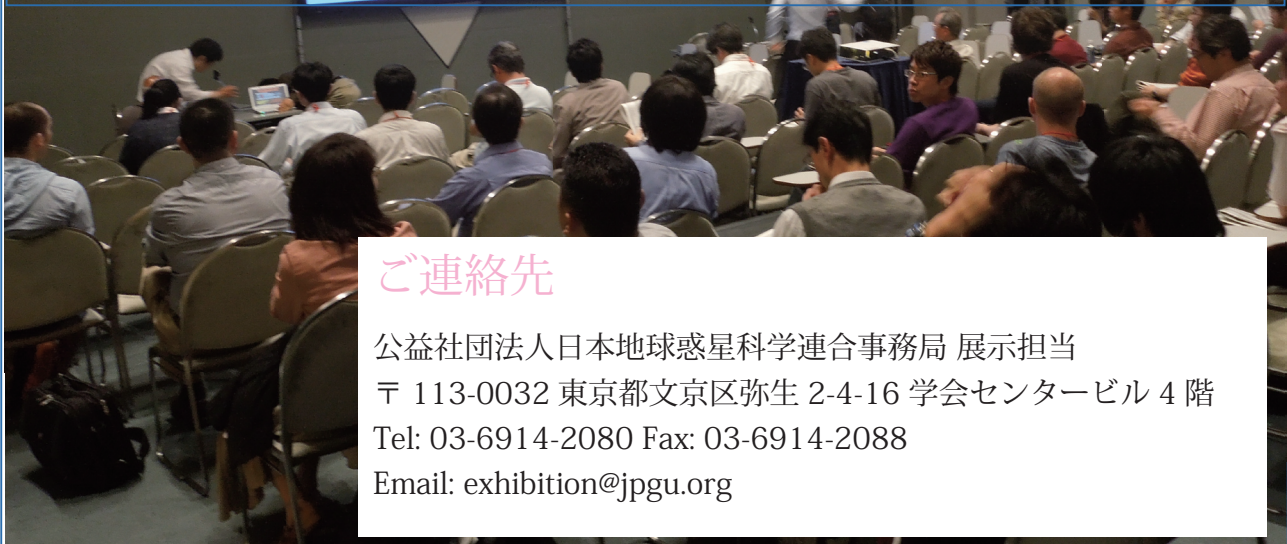 ご連絡先
公益社団法人日本地球惑星科学連合事務局 展示担当
〒 113-0032 東京都文京区弥生 2-4-16 学会センタービル 4 階
Tel: 03-6914-2080 Fax: 03-6914-2088
Email: exhibition@jpgu.org